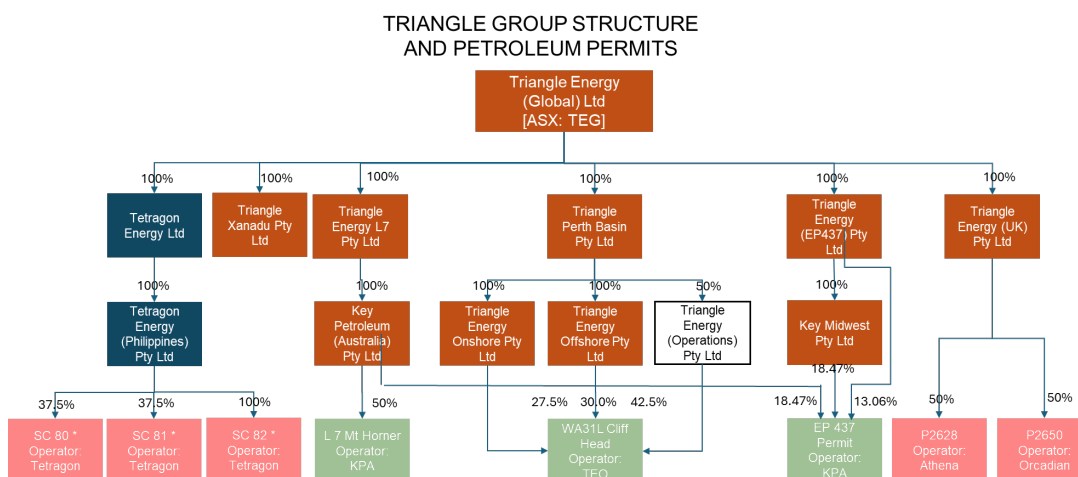 TRIANGLE GROUP STRUCTURE
AND PETROLEUM PERMITS
Triangle Energy
(Global) Ltd
[ASX: TEG]
100%
100%
100%
100%
100%
100%
Tetragon
Energy Ltd
Triangle
Xanadu Pty
Ltd
Triangle
Energy L7
Pty Ltd
Triangle
Perth Basin
Pty Ltd
Triangle
Energy
(EP437) Pty
Ltd
Triangle
Energy (UK)
Pty Ltd
100%
100%
100%
100%
50%
100%
Tetragon
Energy
(Philippines)
Pty Ltd
Key
Petroleum
(Australia)
Pty Ltd
Triangle
Energy
Onshore Pty
Ltd
Triangle
Energy
Offshore Pty
Ltd
Triangle
Energy
(Operations)
Pty Ltd
Key Midwest
Pty Ltd
18.47%
37.5%
37.5%
100%
50%
27.5%
30.0%
42.5%
18.47%
13.06%
50%
50%
SC 80 *
Operator:
Tetragon
SC 81 *
Operator:
Tetragon
SC 82 *
Operator:
Tetragon
L 7 Mt Horner
Operator:
KPA
WA31L Cliff
Head
Operator:
TEO
EP 437
Permit
Operator:
KPA
P2628
Operator:
Athena
P2650
Operator:
Orcadian